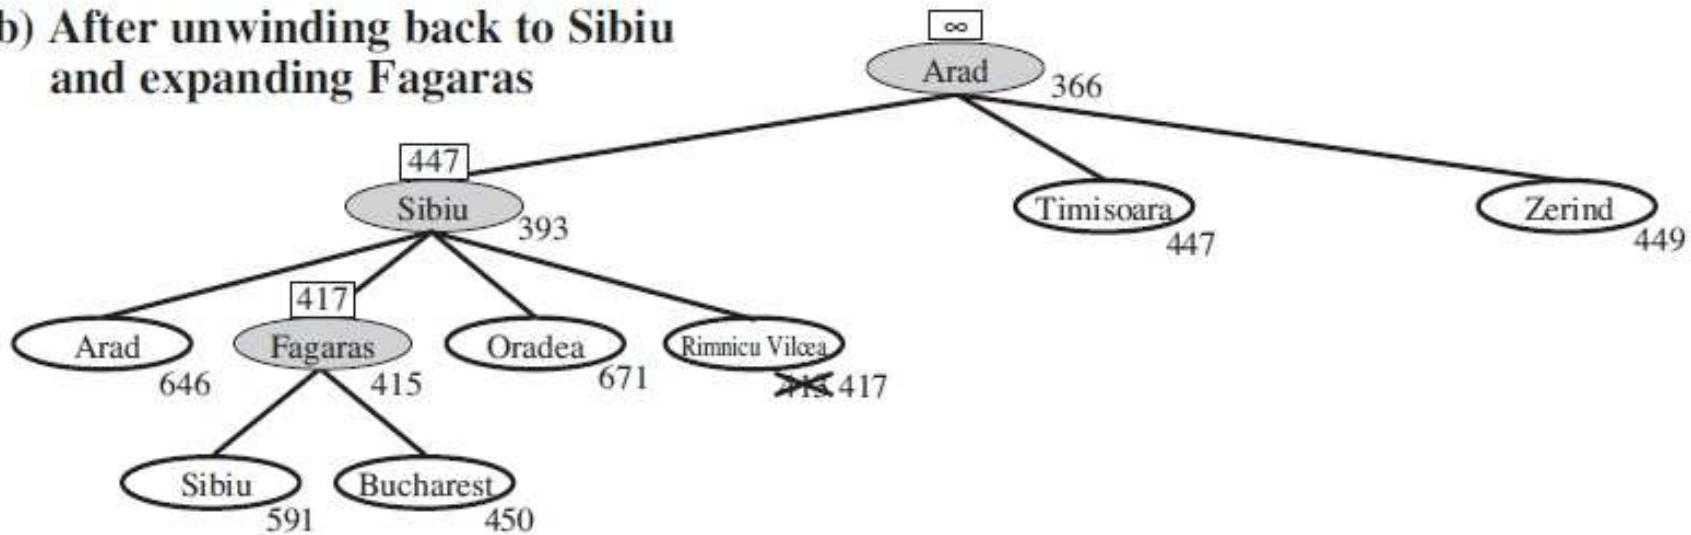 b) After unwinding back to Sibiu
and expanding Fagaras
∞
Arad
366
447
Sibiu
393
Timisoara
447
Zerind
449
417
Arad
646
Fagaras
415
Oradea
671
Rimnicu Vilcea
413 417
Sibiu
591
Bucharest
450